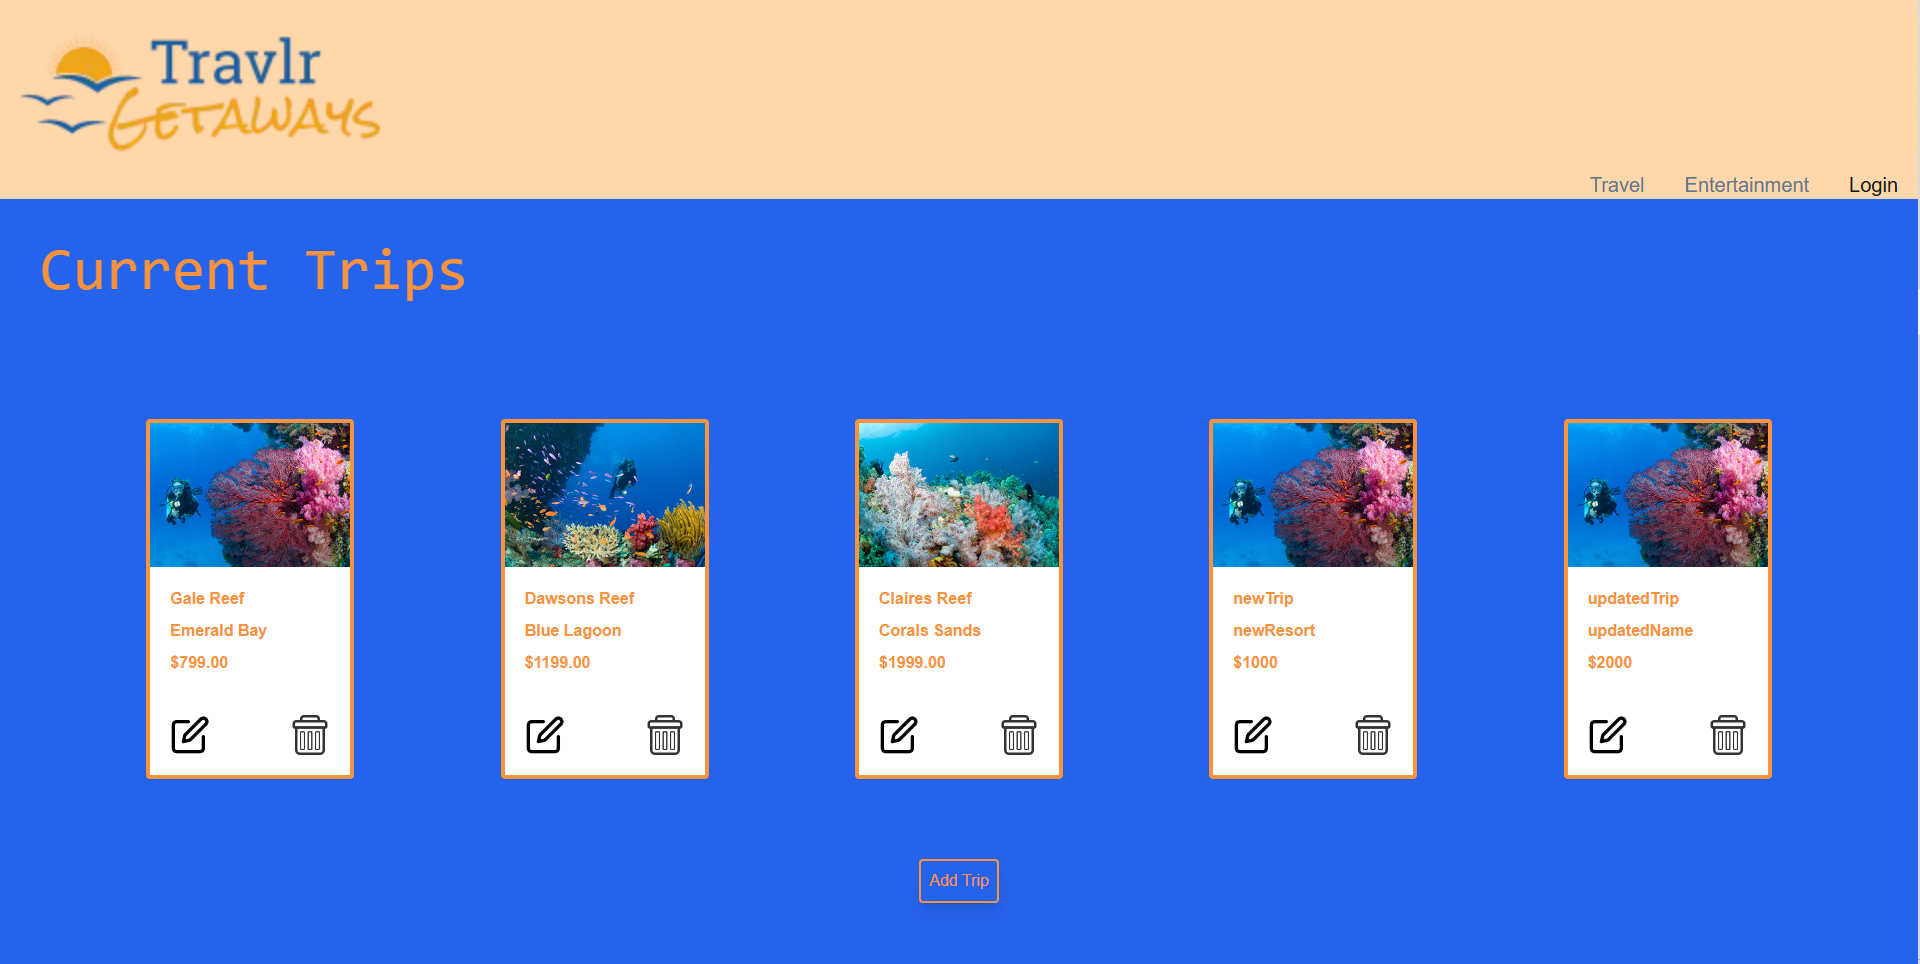 Travlr
GETAWAYS
Travel Entertainment Login
Current Trips
Gale Reef
Emerald Bay
$799.00
Dawsons Reef
Blue Lagoon
$1199.00
Claires Reef
Corals Sands
$1999.00
newTrip
newResort
$1000
updatedTrip
updatedName
$2000
Add Trip